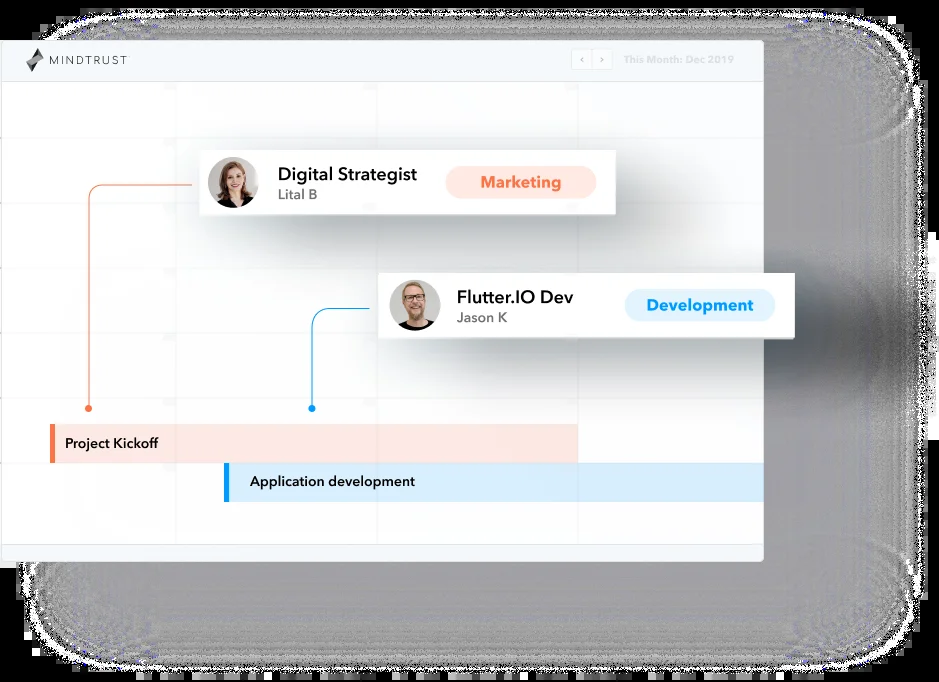 MINDTRUST
This Month: Dec 2019
Digital Strategist
Lital B
Marketing
Flutter.IO Dev
Jason K
Development
Project Kickoff
Application development